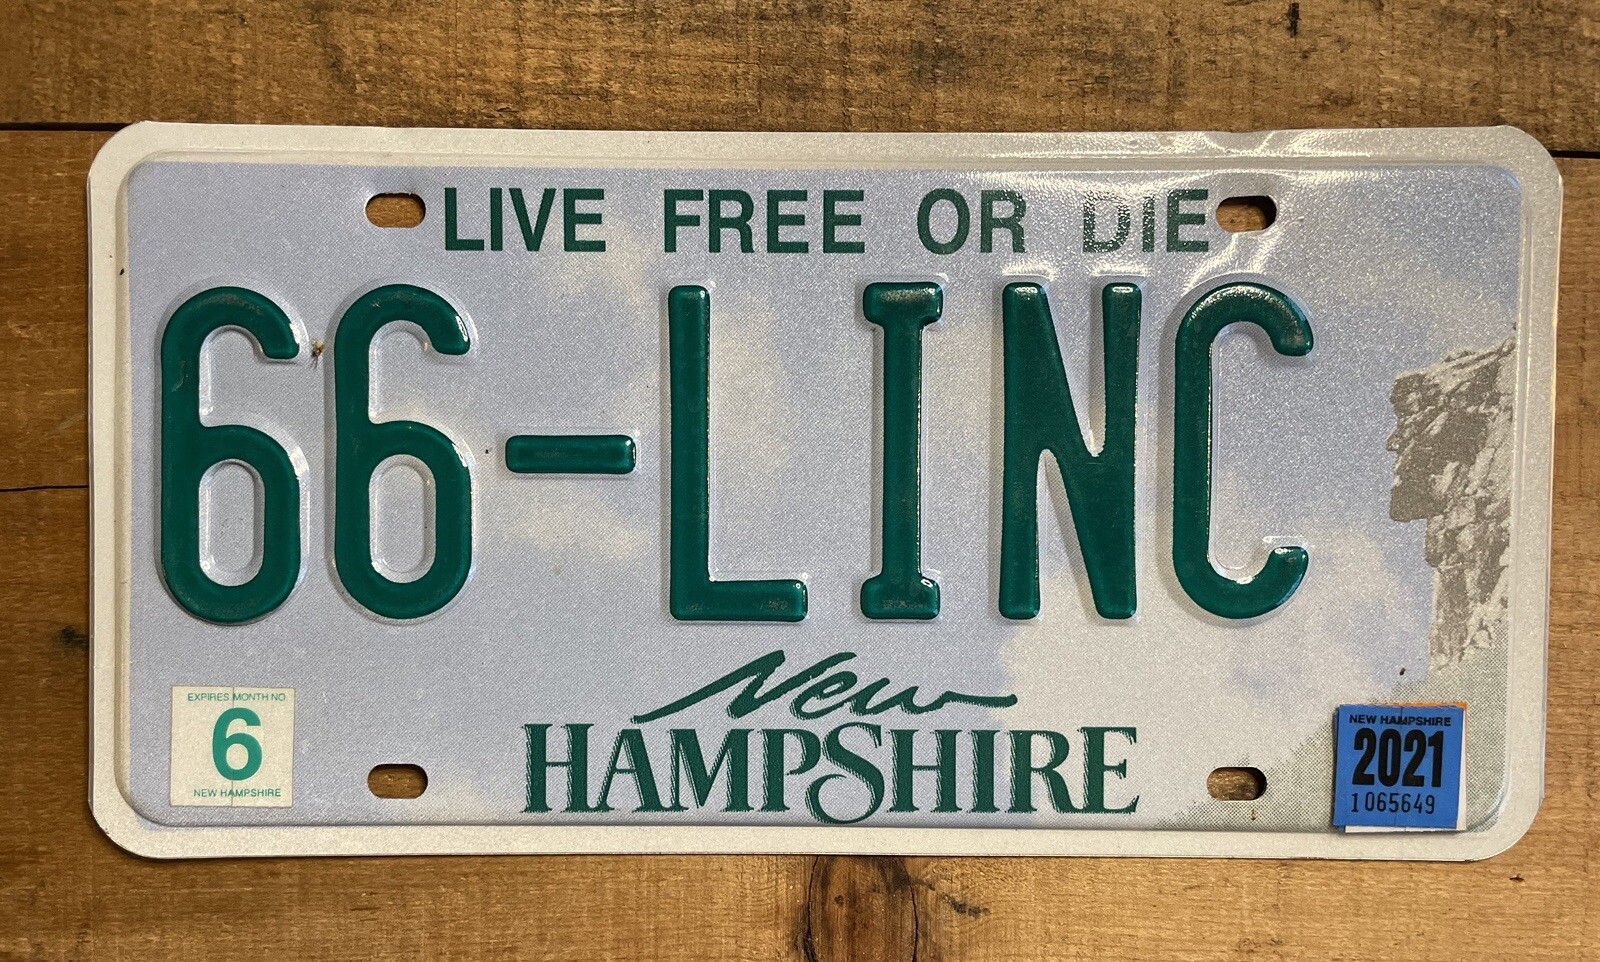 LIVE FREE OR DIE
66-LINC
New
HAMPSHIRE
EXPIRES MONTH NO.
6
NEW HAMPSHIRE
NEW HAMPSHIRE
2021
1065649